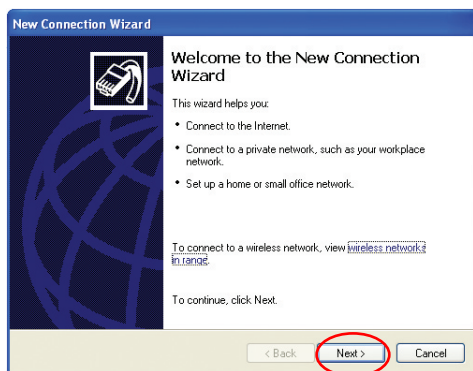 New Connection Wizard
Welcome to the New Connection
Wizard
This wizard helps you:
• Connect to the Internet.
• Connect to a private network, such as your workplace
network.
• Set up a home or small office network.
To connect to a wireless network, view wireless networks
in range.
To continue, click Next.
< Back Next > Cancel